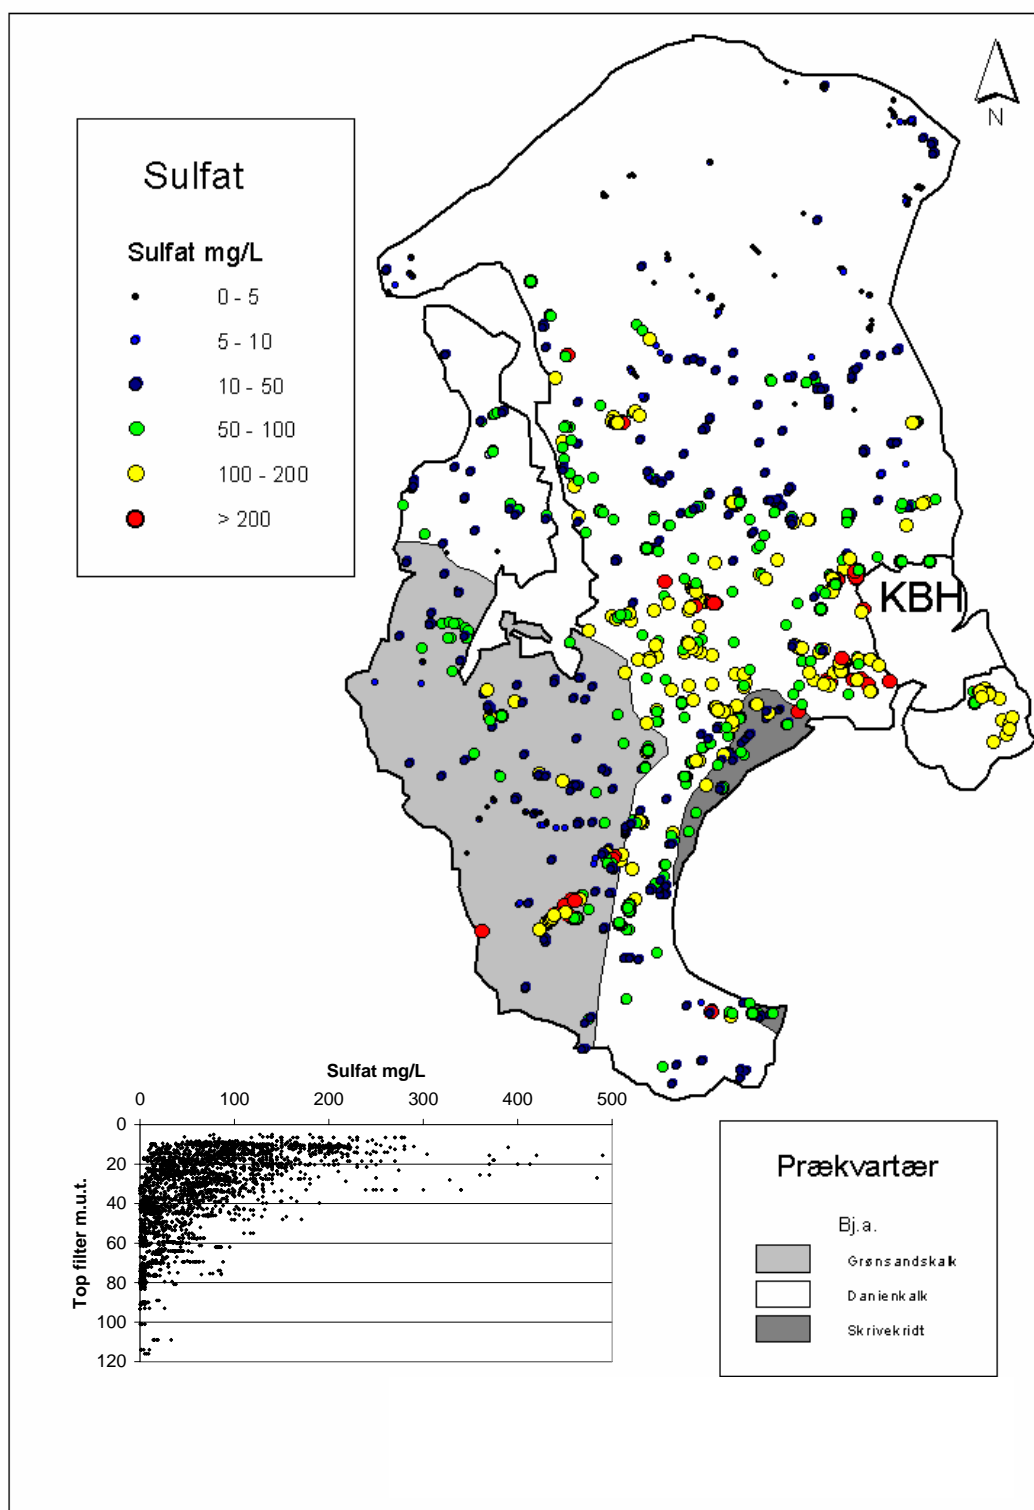 N
Sulfat
Sulfat mg/L
0 - 5
5 - 10
10 - 50
50 - 100
100 - 200
> 200
KBH
Sulfat mg/L
0 100 200 300 400 500
0
20
40
60
80
100
120
Top filter m.u.t.
Prækvartær
Bj.a.
Grønsandskalk
Danienkalk
Skrivekridt